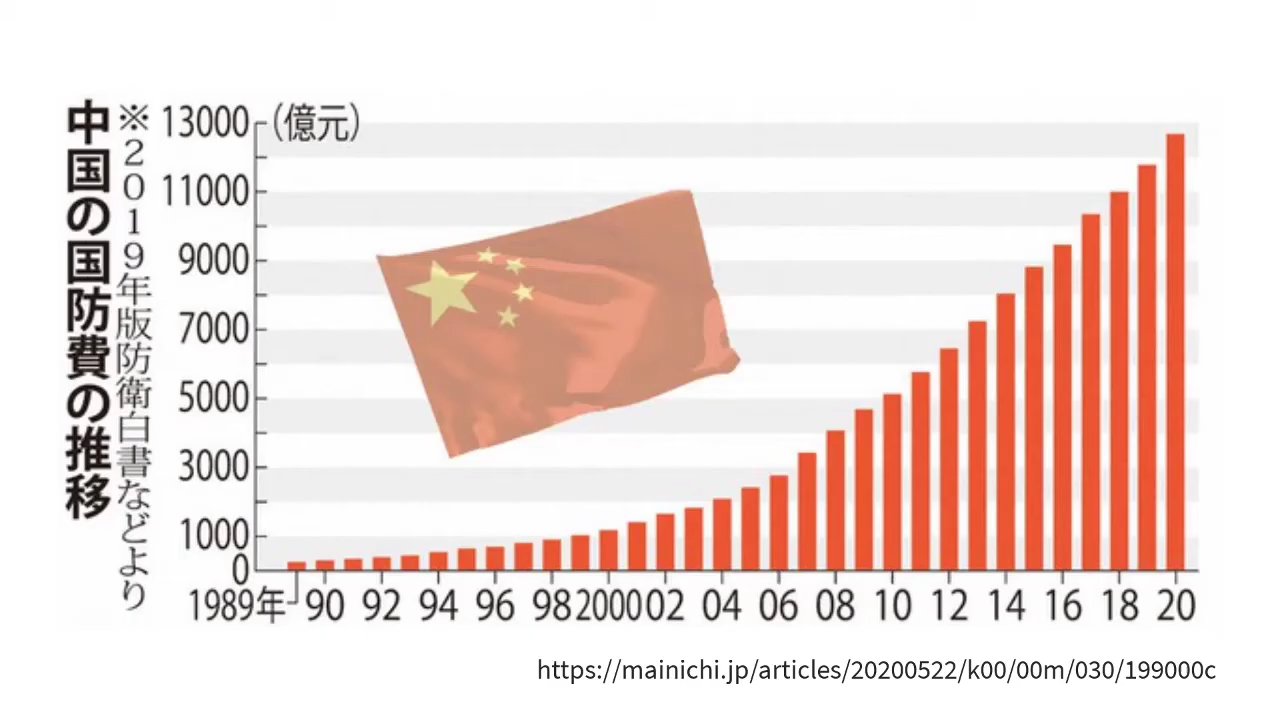 中国の国防費の推移
※2019年版防衛白書などより
(億元)
13000
11000
9000
7000
5000
3000
1000
0
1989年 90 92 94 96 98 2000 02 04 06 08 10 12 14 16 18 20
https://mainichi.jp/articles/20200522/k00/00m/030/199000c